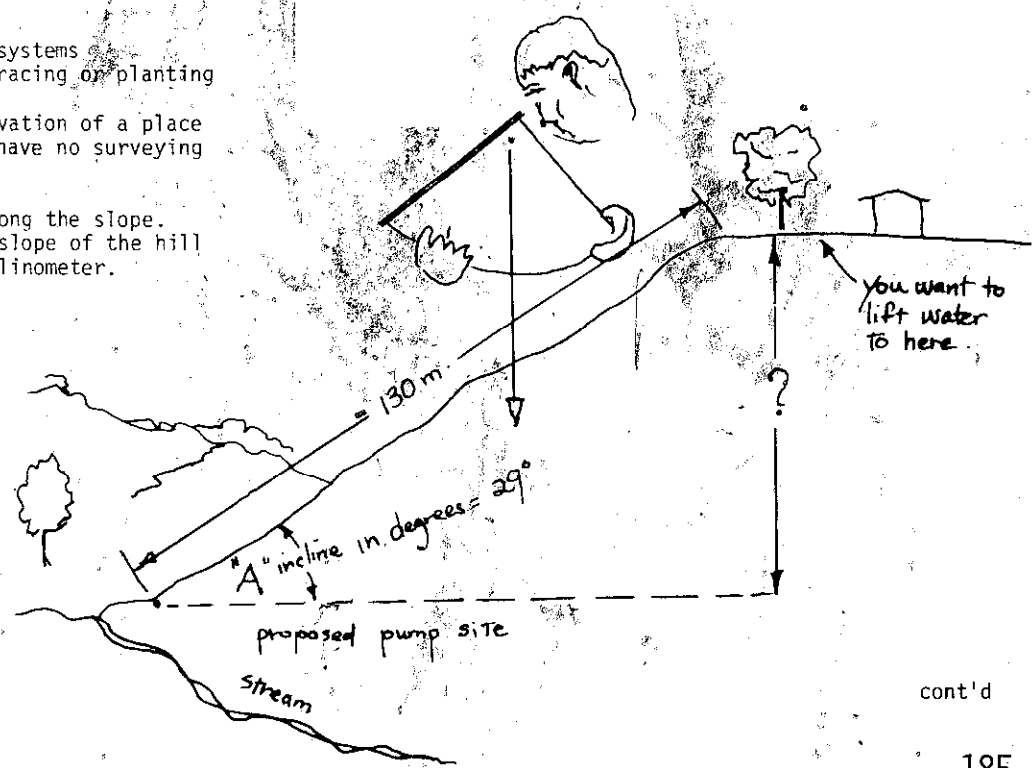 systems
racing or planting
vation of a place
have no surveying
ong the slope.
slope of the hill
linometer.
you want to
lift water
to here.
?
= 130 m.
"A" incline in degrees = 29°
proposed pump site
stream
cont'd
185